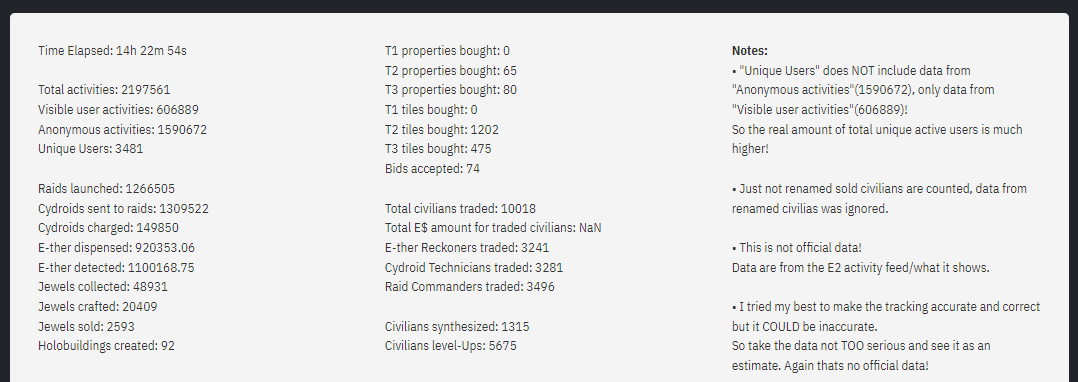 Time Elapsed: 14h 22m 54s
Total activities: 2197561
Visible user activities: 606889
Anonymous activities: 1590672
Unique Users: 3481
Raids launched: 1266505
Cydroids sent to raids: 1309522
Cydroids charged: 149850
E-ther dispensed: 920353.06
E-ther detected: 1100168.75
Jewels collected: 48931
Jewels crafted: 20409
Jewels sold: 2593
Holobuildings created: 92
T1 properties bought: 0
T2 properties bought: 65
T3 properties bought: 80
T1 tiles bought: 0
T2 tiles bought: 1202
T3 tiles bought: 475
Bids accepted: 74
Total civilians traded: 10018
Total E$ amount for traded civilians: NaN
E-ther Reckoners traded: 3241
Cydroid Technicians traded: 3281
Raid Commanders traded: 3496
Civilians synthesized: 1315
Civilians level-Ups: 5675
Notes:
• "Unique Users" does NOT include data from
"Anonymous activities"(1590672), only data from
"Visible user activities"(606889)!
So the real amount of total unique active users is much
higher!
• Just not renamed sold civilians are counted, data from
renamed civilias was ignored.
• This is not official data!
Data are from the E2 activity feed/what it shows.
• I tried my best to make the tracking accurate and correct
but it COULD be inaccurate.
So take the data not TOO serious and see it as an
estimate. Again thats no official data!